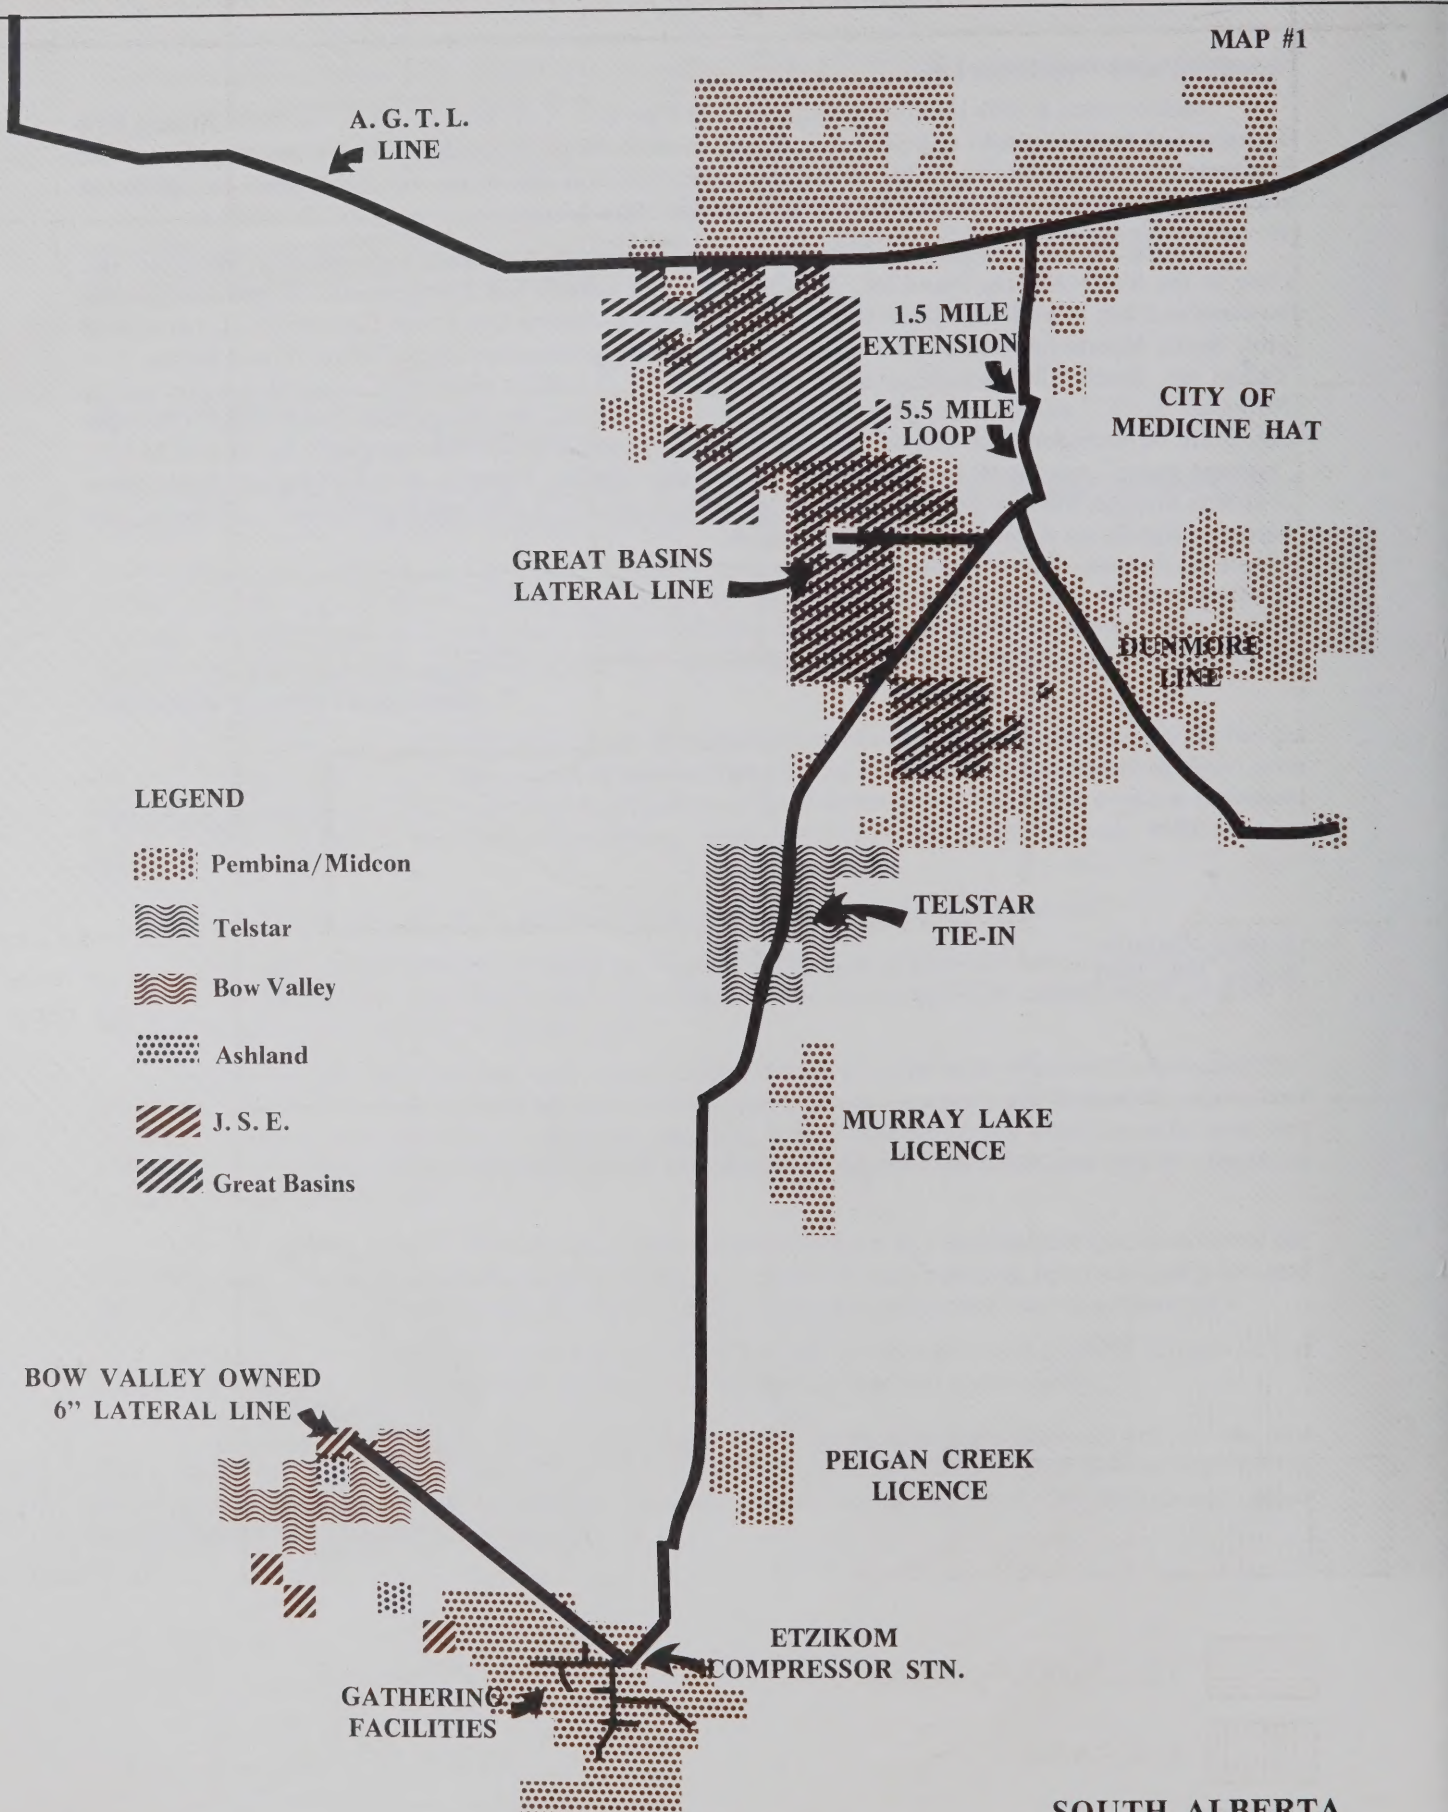 MAP #1
A. G. T. L.
LINE
1.5 MILE
EXTENSION
5.5 MILE
LOOP
CITY OF
MEDICINE HAT
GREAT BASINS
LATERAL LINE
DUNMORE
LINE
LEGEND
Pembina/Midcon
Telstar
Bow Valley
Ashland
J. S. E.
Great Basins
TELSTAR
TIE-IN
MURRAY LAKE
LICENCE
BOW VALLEY OWNED
6" LATERAL LINE
PEIGAN CREEK
LICENCE
ETZIKOM
COMPRESSOR STN.
GATHERING
FACILITIES
SOUTH ALBERTA